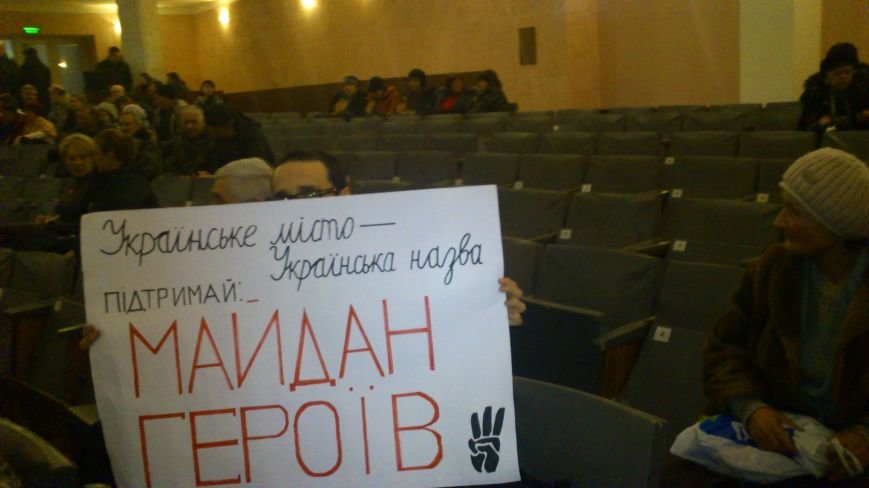 Українське місто —
Українська назва
ПІДТРИМАЙ:
МАЙДАН
ГЕРОЇВ